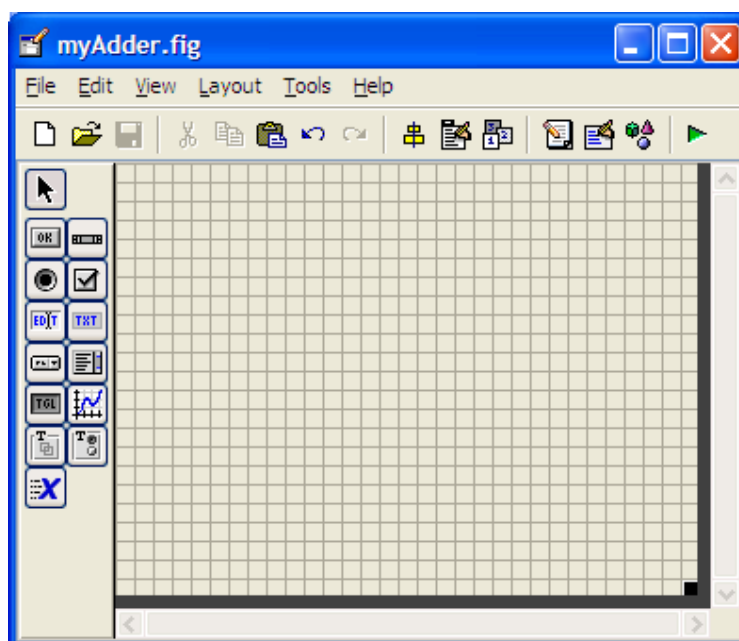 myAdder.fig
File Edit View Layout Tools Help
OK
EDIT TXT
TGL
T T
X